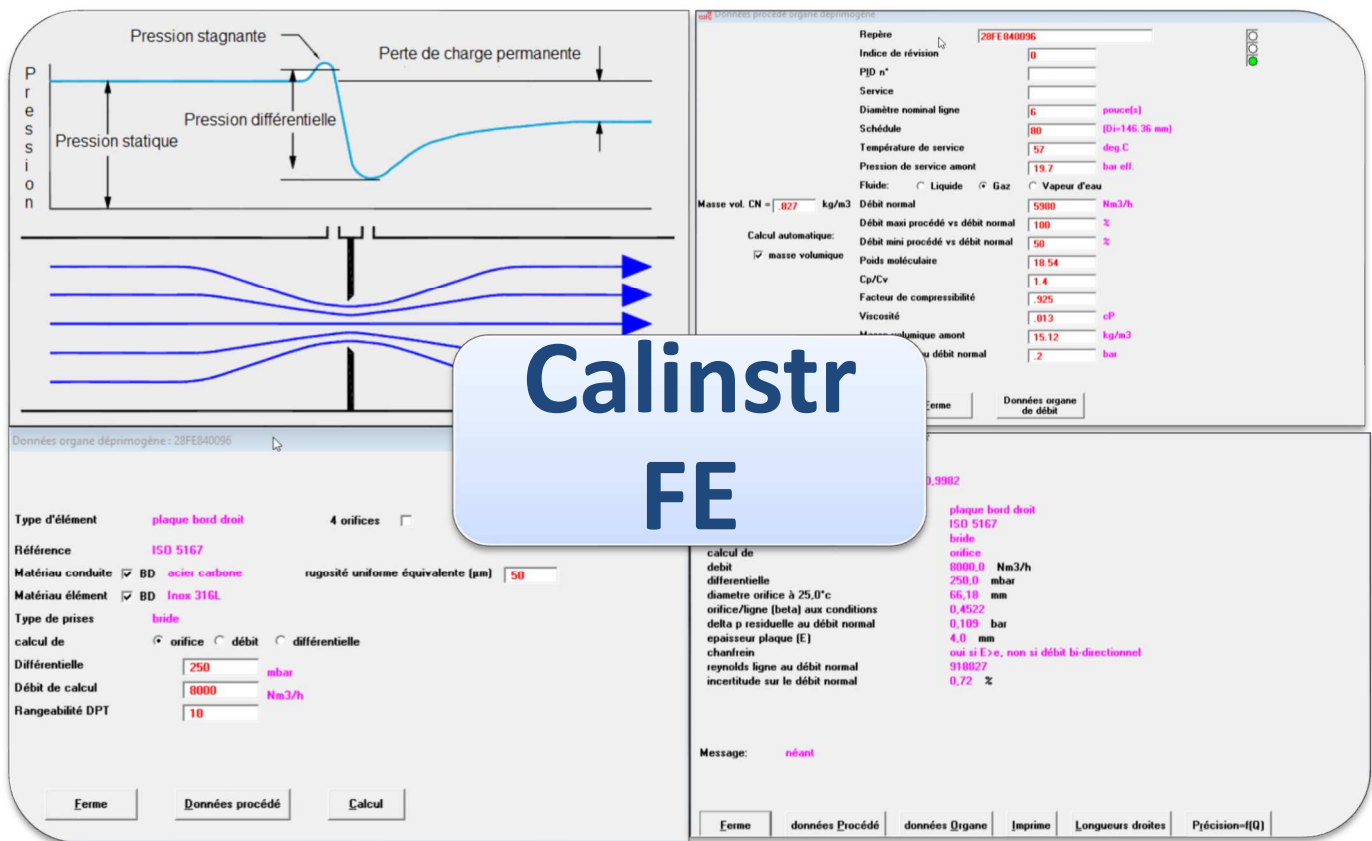 Pression stagnante
Perte de charge permanente
Pression
Pression différentielle
Pression statique
Données procédé organe déprimogène
Repère 28FE840096
Indice de révision 0
PID n°
Service
Diamètre nominal ligne 6 pouce(s)
Schédule 80 (Di=146.36 mm)
Température de service 57 deg.C
Pression de service amont 19.7 bar eff.
Fluide: Liquide Gaz Vapeur d'eau
Masse vol. CN = .827 kg/m3 Débit normal 5980 Nm3/h
Débit maxi procédé vs débit normal 100 %
Calcul automatique:
Débit mini procédé vs débit normal 50 %
masse volumique
Poids moléculaire 18.54
Cp/Cv 1.4
Facteur de compressibilité .925
Viscosité .013 cP
volumique amont 15.12 kg/m3
débit normal .2 bar
Ferme Données organe
de débit
Calinstr
FE
Données organe déprimogène : 28FE840096
Type d'élément plaque bord droit 4 orifices
Référence ISO 5167
Matériau conduite BD acier carbone rugosité uniforme équivalente (µm) 50
Matériau élément BD Inox 316L
Type de prises bride
calcul de orifice débit différentielle
Différentielle 250 mbar
Débit de calcul 8000 Nm3/h
Rangeabilité DPT 10
Ferme Données procédé Calcul
0,9982
plaque bord droit
ISO 5167
bride
calcul de orifice
debit 8000,0 Nm3/h
differentielle 250,0 mbar
diametre orifice à 25,0°c 66,18 mm
orifice/ligne (beta) aux conditions 0,4522
delta p residuelle au débit normal 0,109 bar
epaisseur plaque (E) 4,0 mm
chanfrein oui si E>e, non si débit bi-directionnel
reynolds ligne au débit normal 918827
incertitude sur le débit normal 0,72 %
Message: néant
Ferme données Procédé données Organe Imprime Longueurs droites Précision=f(Q)